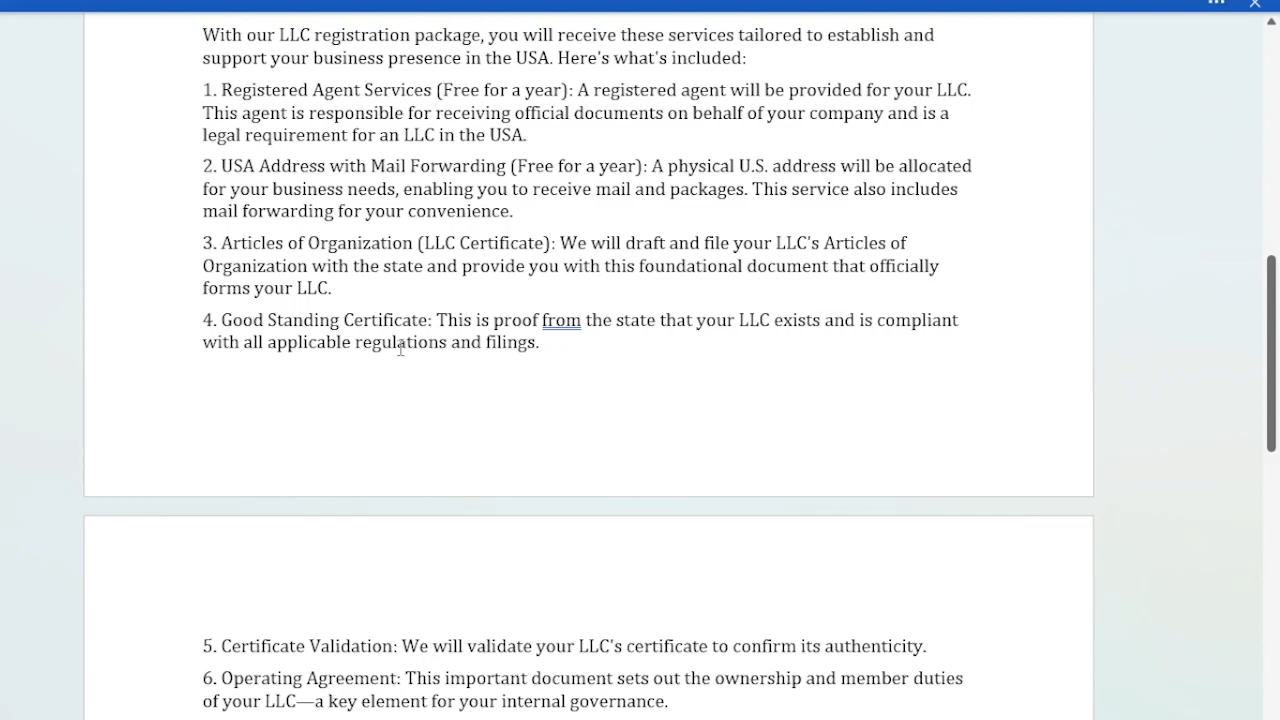 With our LLC registration package, you will receive these services tailored to establish and
support your business presence in the USA. Here's what's included:
1. Registered Agent Services (Free for a year): A registered agent will be provided for your LLC.
This agent is responsible for receiving official documents on behalf of your company and is a
legal requirement for an LLC in the USA.
2. USA Address with Mail Forwarding (Free for a year): A physical U.S. address will be allocated
for your business needs, enabling you to receive mail and packages. This service also includes
mail forwarding for your convenience.
3. Articles of Organization (LLC Certificate): We will draft and file your LLC's Articles of
Organization with the state and provide you with this foundational document that officially
forms your LLC.
4. Good Standing Certificate: This is proof from the state that your LLC exists and is compliant
with all applicable regulations and filings.
5. Certificate Validation: We will validate your LLC's certificate to confirm its authenticity.
6. Operating Agreement: This important document sets out the ownership and member duties
of your LLC—a key element for your internal governance.